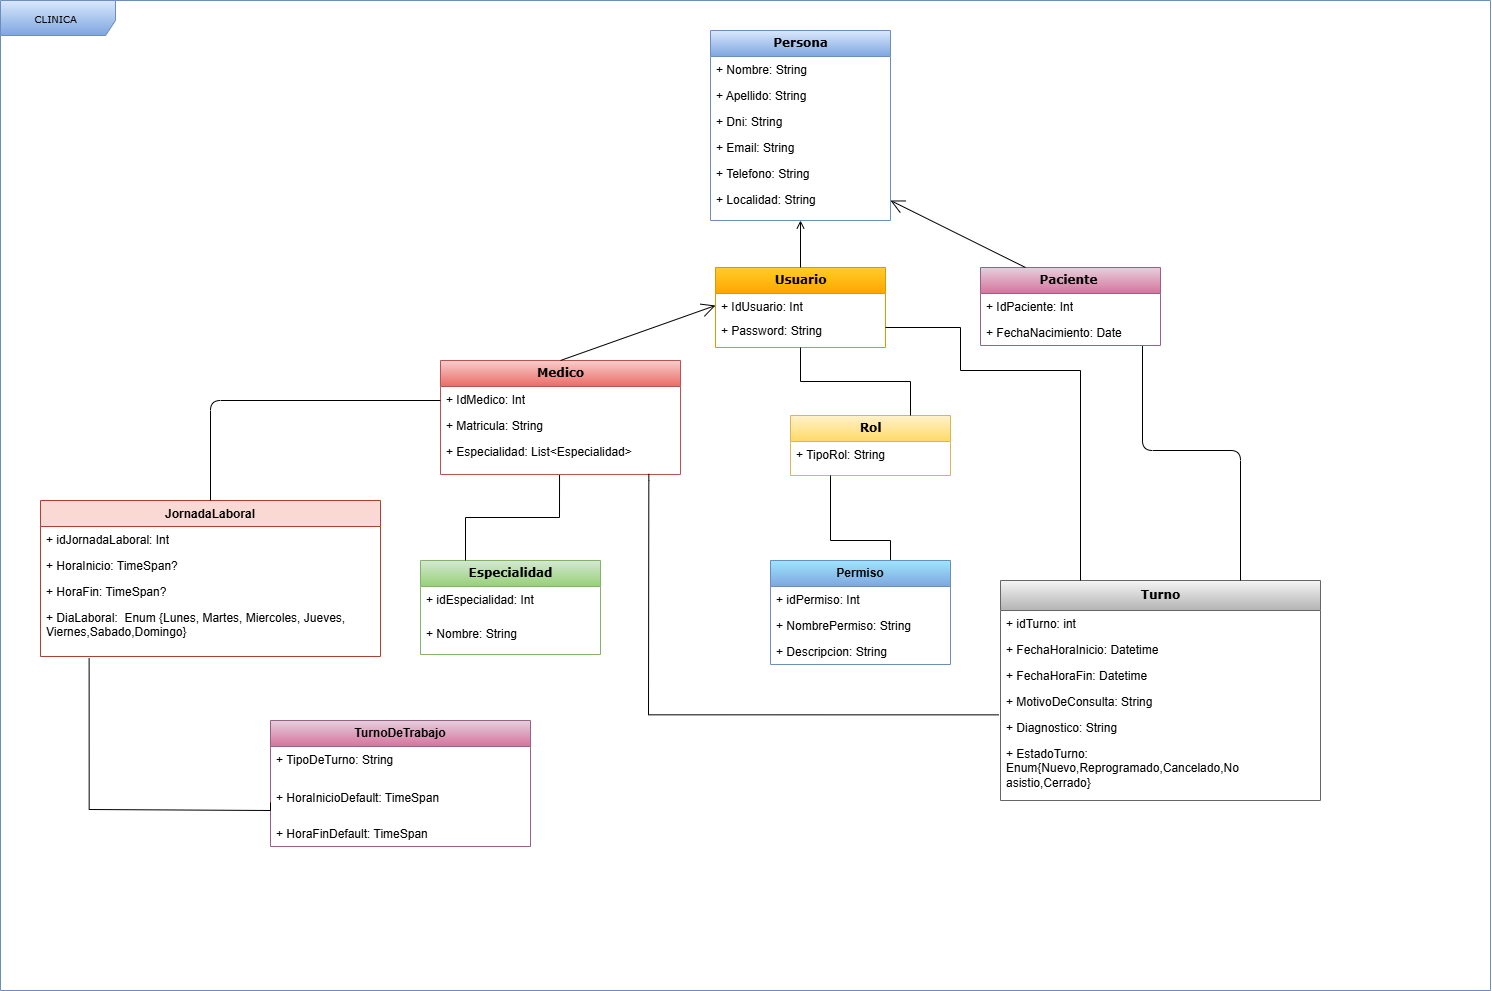 CLINICA
Persona
+ Nombre: String
+ Apellido: String
+ Dni: String
+ Email: String
+ Telefono: String
+ Localidad: String
Usuario
+ IdUsuario: Int
+ Password: String
Paciente
+ IdPaciente: Int
+ FechaNacimiento: Date
Medico
+ IdMedico: Int
+ Matricula: String
+ Especialidad: List<Especialidad>
Rol
+ TipoRol: String
JornadaLaboral
+ idJornadaLaboral: Int
+ HoraInicio: TimeSpan?
+ HoraFin: TimeSpan?
+ DiaLaboral:  Enum {Lunes, Martes, Miercoles, Jueves,
Viernes,Sabado,Domingo}
Especialidad
+ idEspecialidad: Int
+ Nombre: String
Permiso
+ idPermiso: Int
+ NombrePermiso: String
+ Descripcion: String
Turno
+ idTurno: int
+ FechaHoraInicio: Datetime
+ FechaHoraFin: Datetime
+ MotivoDeConsulta: String
+ Diagnostico: String
+ EstadoTurno:
Enum{Nuevo,Reprogramado,Cancelado,No
asistio,Cerrado}
TurnoDeTrabajo
+ TipoDeTurno: String
+ HoraInicioDefault: TimeSpan
+ HoraFinDefault: TimeSpan